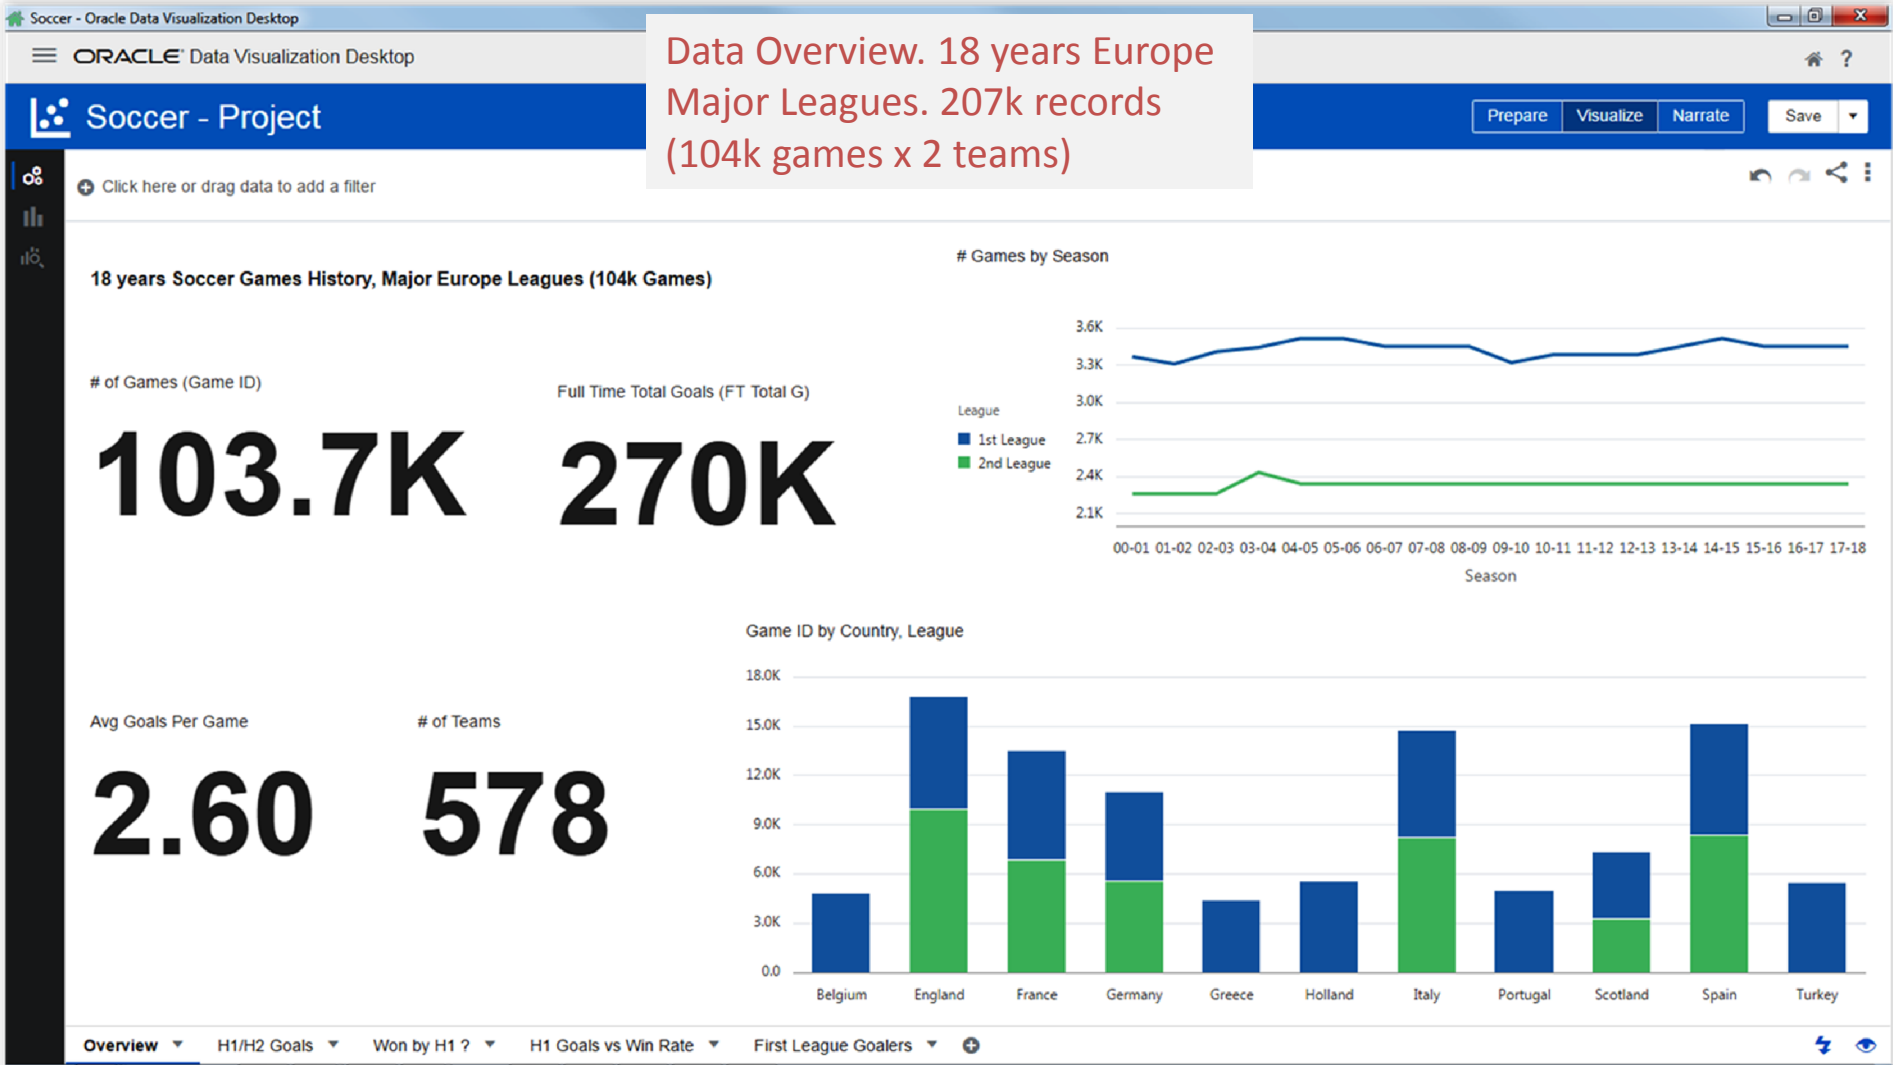 Soccer - Oracle Data Visualization Desktop
ORACLE® Data Visualization Desktop
Data Overview. 18 years Europe
Major Leagues. 207k records
(104k games x 2 teams)
?
Soccer - Project
Prepare
Visualize
Narrate
Save
Click here or drag data to add a filter
18 years Soccer Games History, Major Europe Leagues (104k Games)
# of Games (Game ID)
103.7K
Full Time Total Goals (FT Total G)
270K
# Games by Season
League
1st League
2nd League
3.6K
3.3K
3.0K
2.7K
2.4K
2.1K
00-01 01-02 02-03 03-04 04-05 05-06 06-07 07-08 08-09 09-10 10-11 11-12 12-13 13-14 14-15 15-16 16-17 17-18
Season
Avg Goals Per Game
2.60
# of Teams
578
Game ID by Country, League
18.0K
15.0K
12.0K
9.0K
6.0K
3.0K
0.0
Belgium England France Germany Greece Holland Italy Portugal Scotland Spain Turkey
Overview
H1/H2 Goals
Won by H1 ?
H1 Goals vs Win Rate
First League Goalers